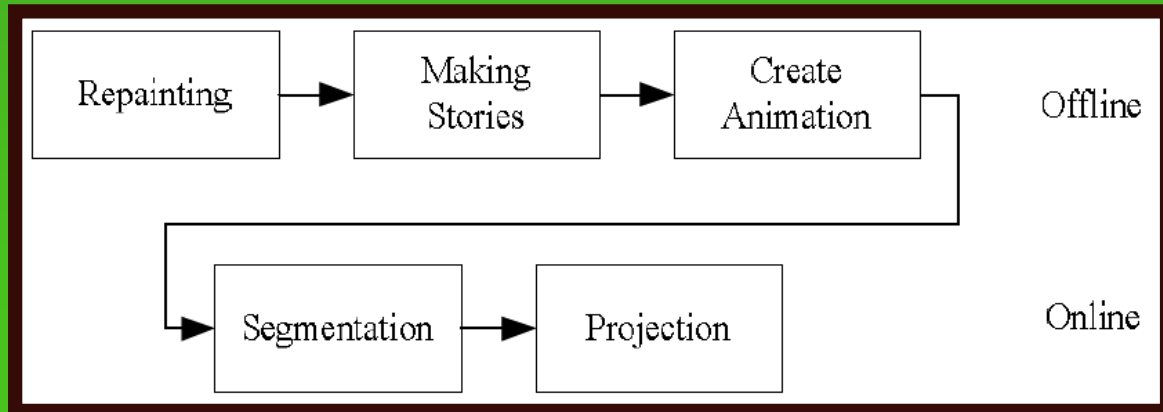 Repainting
Making
Stories
Create
Animation
Offline
Segmentation
Projection
Online